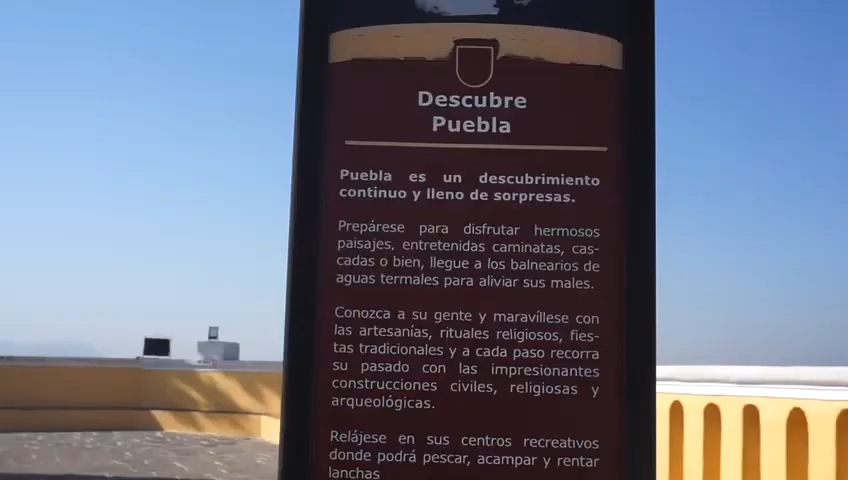 Descubre
Puebla
Puebla es un descubrimiento
continuo y lleno de sorpresas.
Prepárese para disfrutar hermosos
paisajes, entretenidas caminatas, cas-
cadas o bien, llegue a los balnearios de
aguas termales para aliviar sus males.
Conozca a su gente y maravíllese con
las artesanías, rituales religiosos, fies-
tas tradicionales y a cada paso recorra
su pasado con las impresionantes
construcciones civiles, religiosas y
arqueológicas.
Relájese en sus centros recreativos
donde podrá pescar, acampar y rentar
lanchas